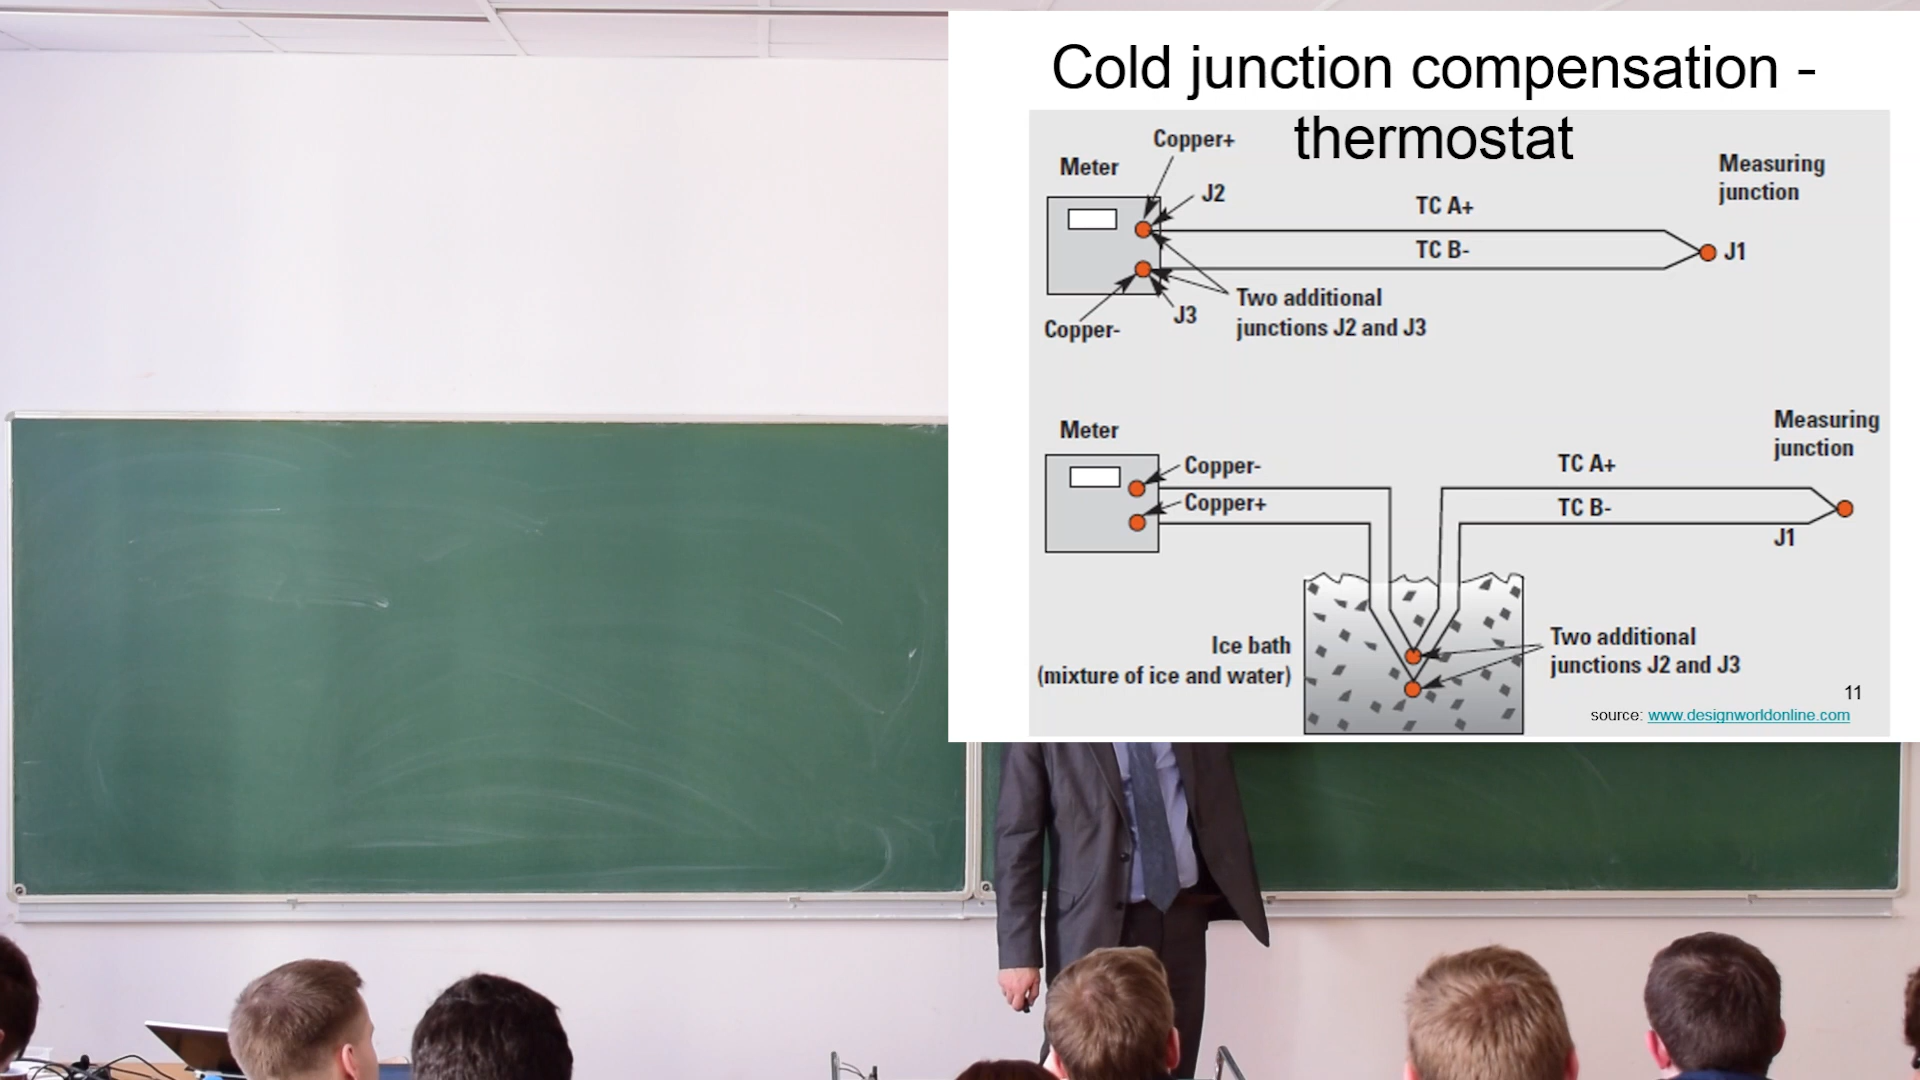 Cold junction compensation -
thermostat
Copper+
Meter
J2
TC A+
Measuring
junction
TC B-
J1
Two additional
junctions J2 and J3
J3
Copper-
Meter
Measuring
junction
Copper-
TC A+
Copper+
TC B-
J1
Ice bath
(mixture of ice and water)
Two additional
junctions J2 and J3
11
source: www.designworldonline.com